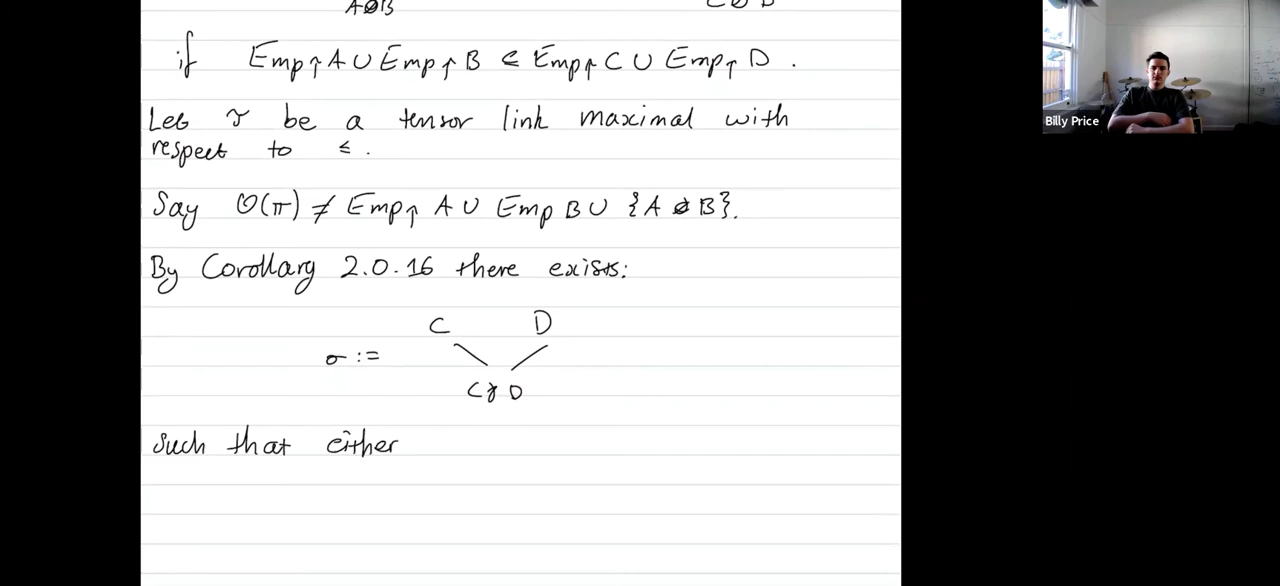 A⊗B
if Emp↑A ∪ Emp↑B ⊆ Emp↑C ∪ Emp↑D .
Let τ be a tensor link maximal with
respect to ≤ .
Say O(π) ≠ Emp↑ A ∪ Emp B ∪ {A ⊗ B}.
By Corollary 2.0.16 there exists:
C D
σ :=
C⅋D
such that either
Billy Price